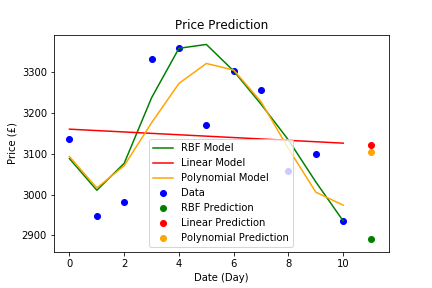 Price Prediction
Price (£)
3300
3200
3100
3000
2900
RBF Model
Linear Model
Polynomial Model
Data
RBF Prediction
Linear Prediction
Polynomial Prediction
0 2 4 6 8 10
Date (Day)